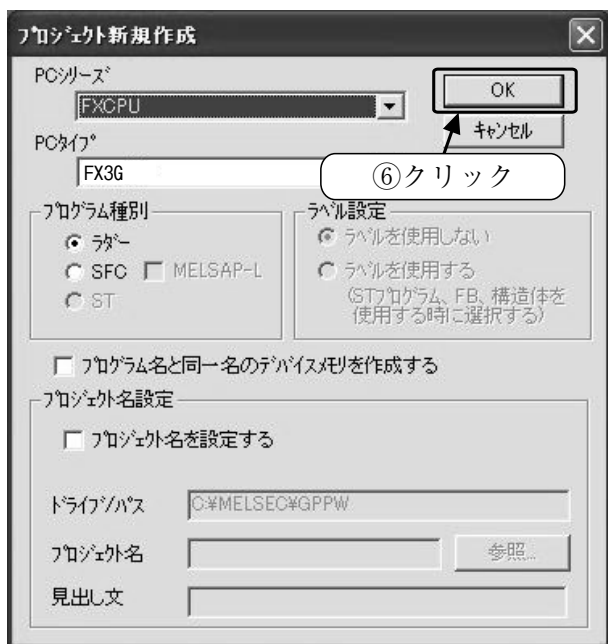 プロジェクト新規作成
PCシリーズ
FXCPU
OK
キャンセル
PCタイプ
FX3G
⑥クリック
プログラム種別
ラダー
SFC
MELSAP-L
ST
ラベル設定
ラベルを使用しない
ラベルを使用する
(STプログラム、FB、構造体を
使用する時に選択する)
プログラム名と同一名のデバイスメモリを作成する
プロジェクト名設定
プロジェクト名を設定する
ドライブ/パス
C:¥MELSEC¥GPPW
プロジェクト名
参照...
見出し文